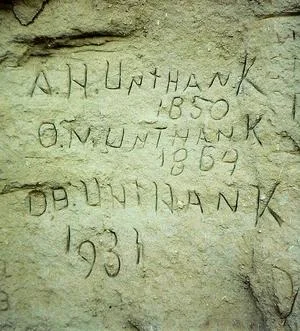 A.H. UNTHANK
1850
O.N. UNTHANK
1869
O.B. UNTHANK
1931